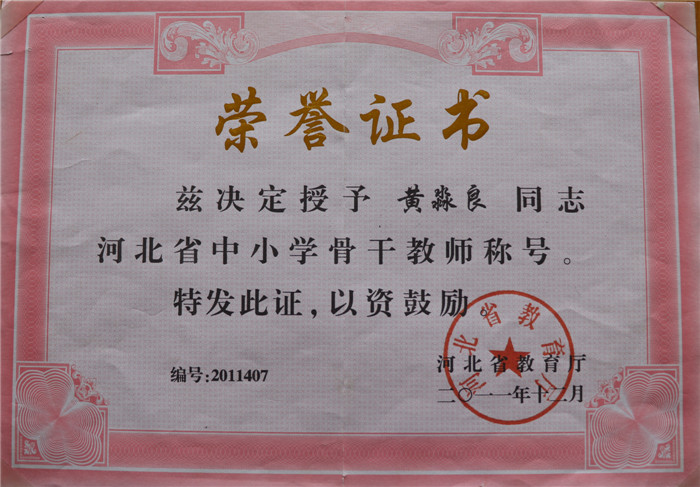 荣誉证书
兹决定授予 黄淼良 同志
河北省中小学骨干教师称号。
特发此证,以资鼓励。
编号:2011407
河北省教育厅
二〇一一年十二月
河北省教育厅